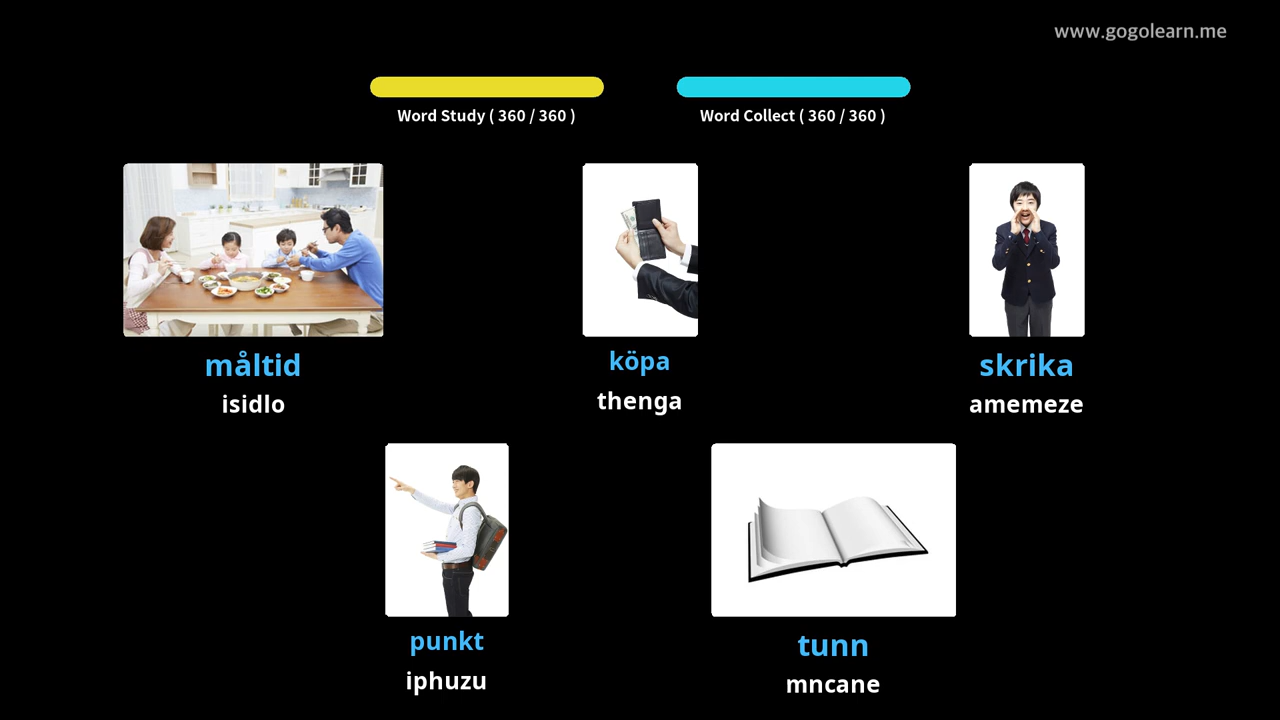 www.gogolearn.me
Word Study ( 360 / 360 )
Word Collect ( 360 / 360 )
måltid
isidlo
köpa
thenga
skrika
amemeze
punkt
iphuzu
tunn
mncane